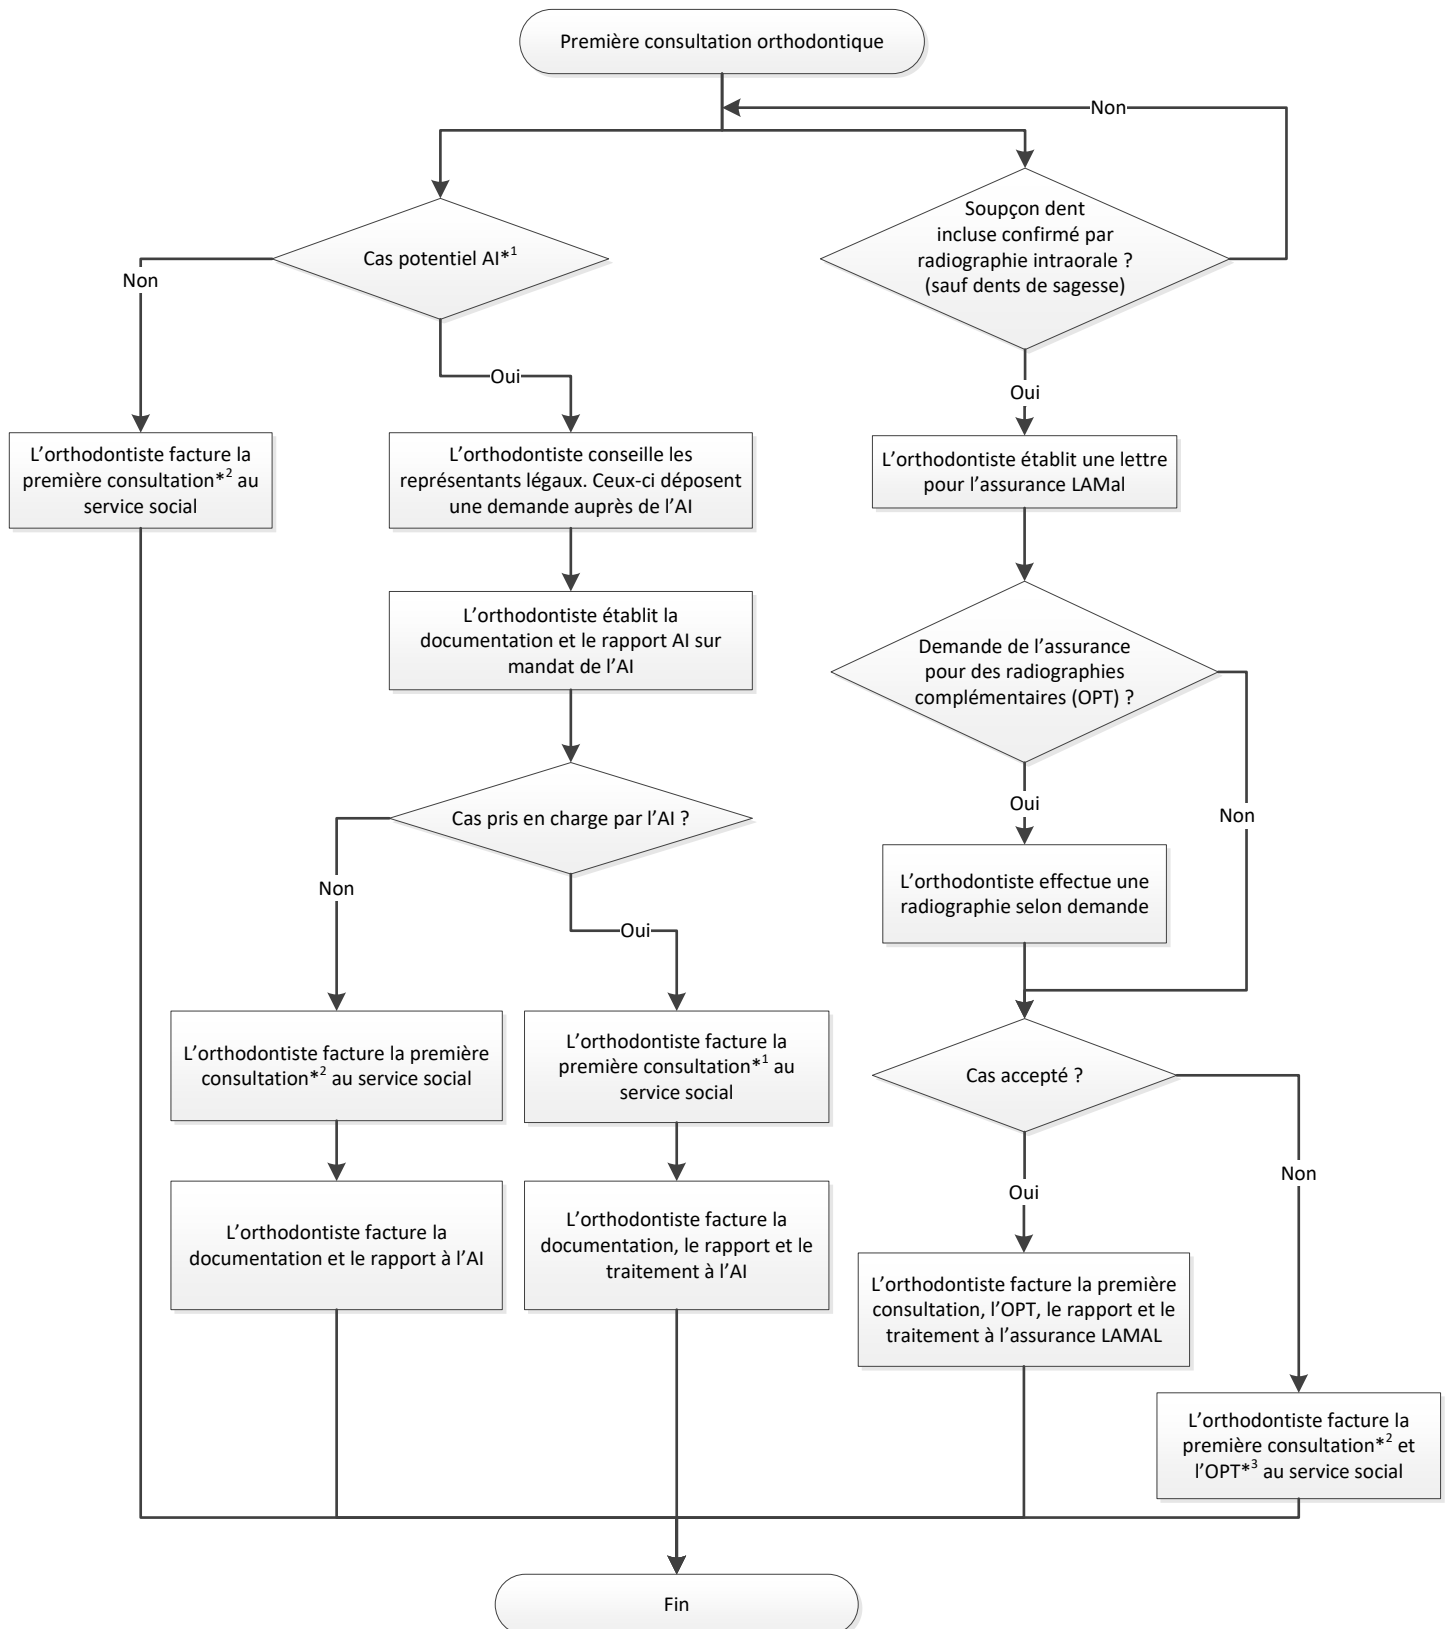 Première consultation orthodontique
Non
Soupçon dent
incluse confirmé par
radiographie intraorale ?
(sauf dents de sagesse)
Cas potentiel AI*1
Non
Oui
Oui
L’orthodontiste facture la
première consultation*2 au
service social
L’orthodontiste conseille les
représentants légaux. Ceux-ci déposent
une demande auprès de l’AI
L’orthodontiste établit une lettre
pour l’assurance LAMal
L’orthodontiste établit la
documentation et le rapport AI sur
mandat de l’AI
Demande de l’assurance
pour des radiographies
complémentaires (OPT) ?
Oui
Non
Cas pris en charge par l’AI ?
Non
Oui
L’orthodontiste effectue une
radiographie selon demande
L’orthodontiste facture la première
consultation*2 au service social
L’orthodontiste facture la
première consultation*1 au
service social
Cas accepté ?
Oui
Non
L’orthodontiste facture la
documentation et le rapport à l’AI
L’orthodontiste facture la
documentation, le rapport et le
traitement à l’AI
L’orthodontiste facture la première
consultation, l’OPT, le rapport et le
traitement à l’assurance LAMAL
L’orthodontiste facture la
première consultation*2 et
l’OPT*3 au service social
Fin